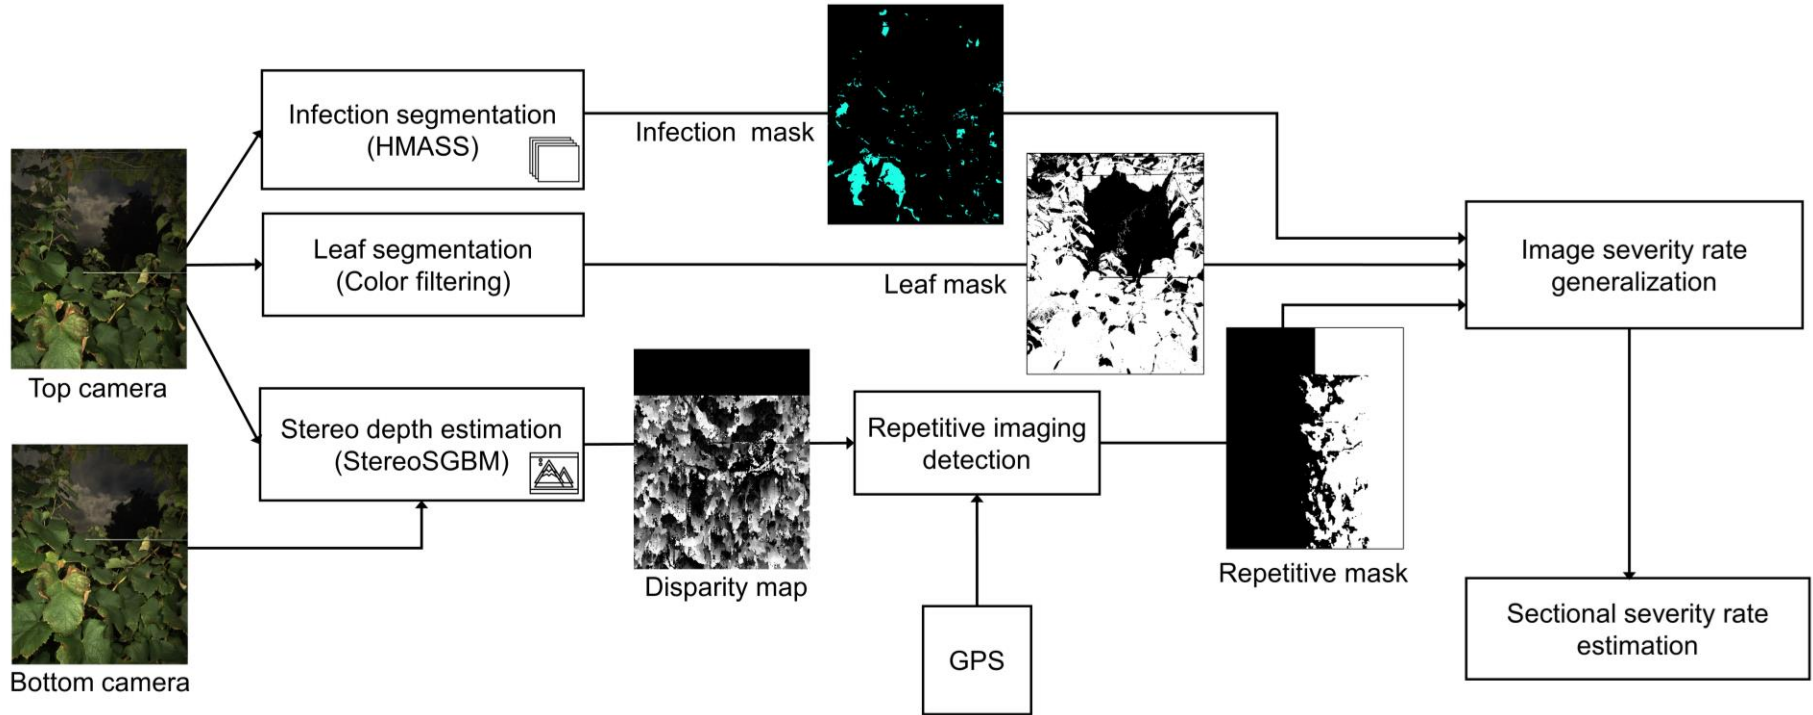 Infection segmentation
(HMASS)
Infection mask
Leaf segmentation
(Color filtering)
Leaf mask
Image severity rate
generalization
Top camera
Stereo depth estimation
(StereoSGBM)
Disparity map
Repetitive imaging
detection
Repetitive mask
GPS
Sectional severity rate
estimation
Bottom camera